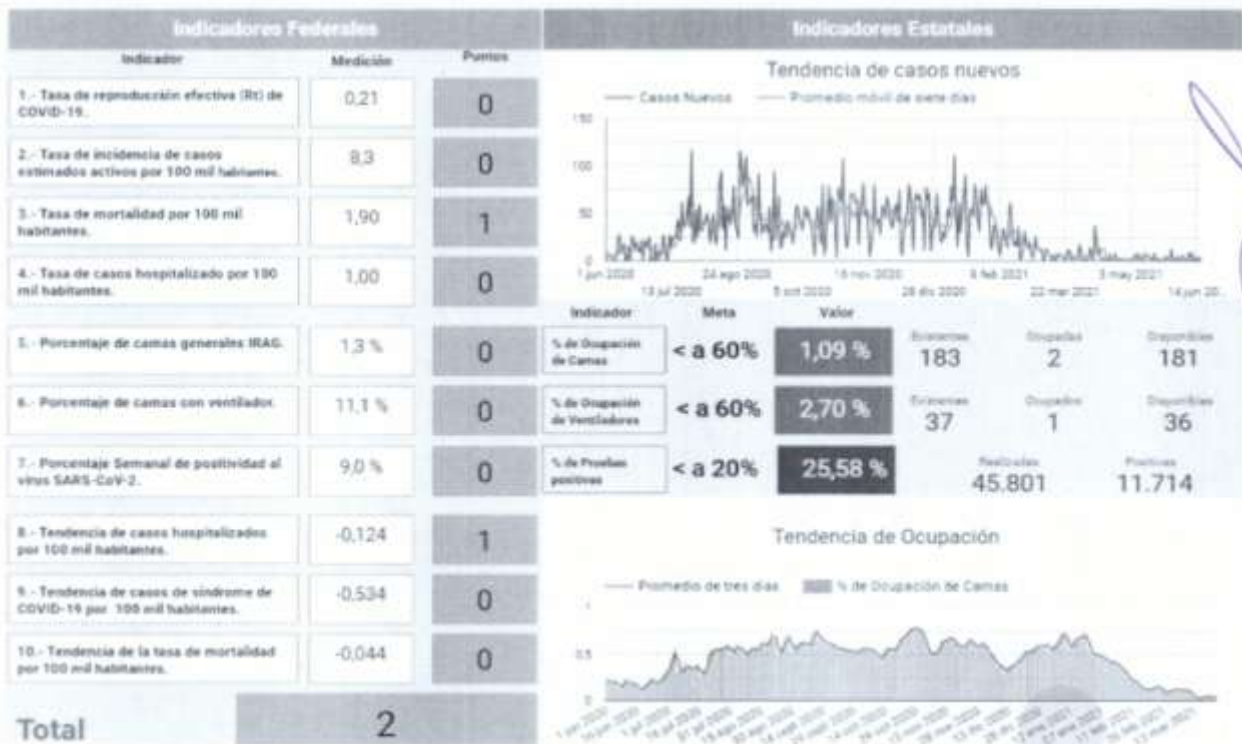 Indicadores Federales
Indicador Medición Puntos
1.- Tasa de reproducción efectiva (Rt) de
COVID-19.
0,21
0
2.- Tasa de incidencia de casos
estimados activos por 100 mil habitantes.
8,3
0
3.- Tasa de mortalidad por 100 mil
habitantes.
1,90
1
4.- Tasa de casos hospitalizado por 100
mil habitantes.
1,00
0
5.- Porcentaje de camas generales IRAG.
1,3 %
0
6.- Porcentaje de camas con ventilador.
11,1 %
0
7.- Porcentaje Semanal de positividad al
virus SARS-CoV-2.
9,0 %
0
8.- Tendencia de casos hospitalizados
por 100 mil habitantes.
-0,124
1
9.- Tendencia de casos de síndrome de
COVID-19 por 100 mil habitantes.
-0,534
0
10.- Tendencia de la tasa de mortalidad
por 100 mil habitantes.
-0,044
0
Total 2
Indicadores Estatales
Tendencia de casos nuevos
Casos Nuevos Promedio móvil de siete días
150
100
50
0
1 jun 2020 24 ago 2020 16 nov 2020 8 feb 2021 3 may 2021
13 jul 2020 5 oct 2020 28 dic 2020 22 mar 2021 14 jun 20...
Indicador Meta Valor
% de Ocupación
de Camas
< a 60%
1,09 %
Existentes Ocupadas Disponibles
183 2 181
% de Ocupación
de Ventiladores
< a 60%
2,70 %
Existentes Ocupados Disponibles
37 1 36
% de Pruebas
positivas
< a 20%
25,58 %
Realizadas Positivas
45.801 11.714
Tendencia de Ocupación
Promedio de tres días % de Ocupación de Camas
1
0.5
0